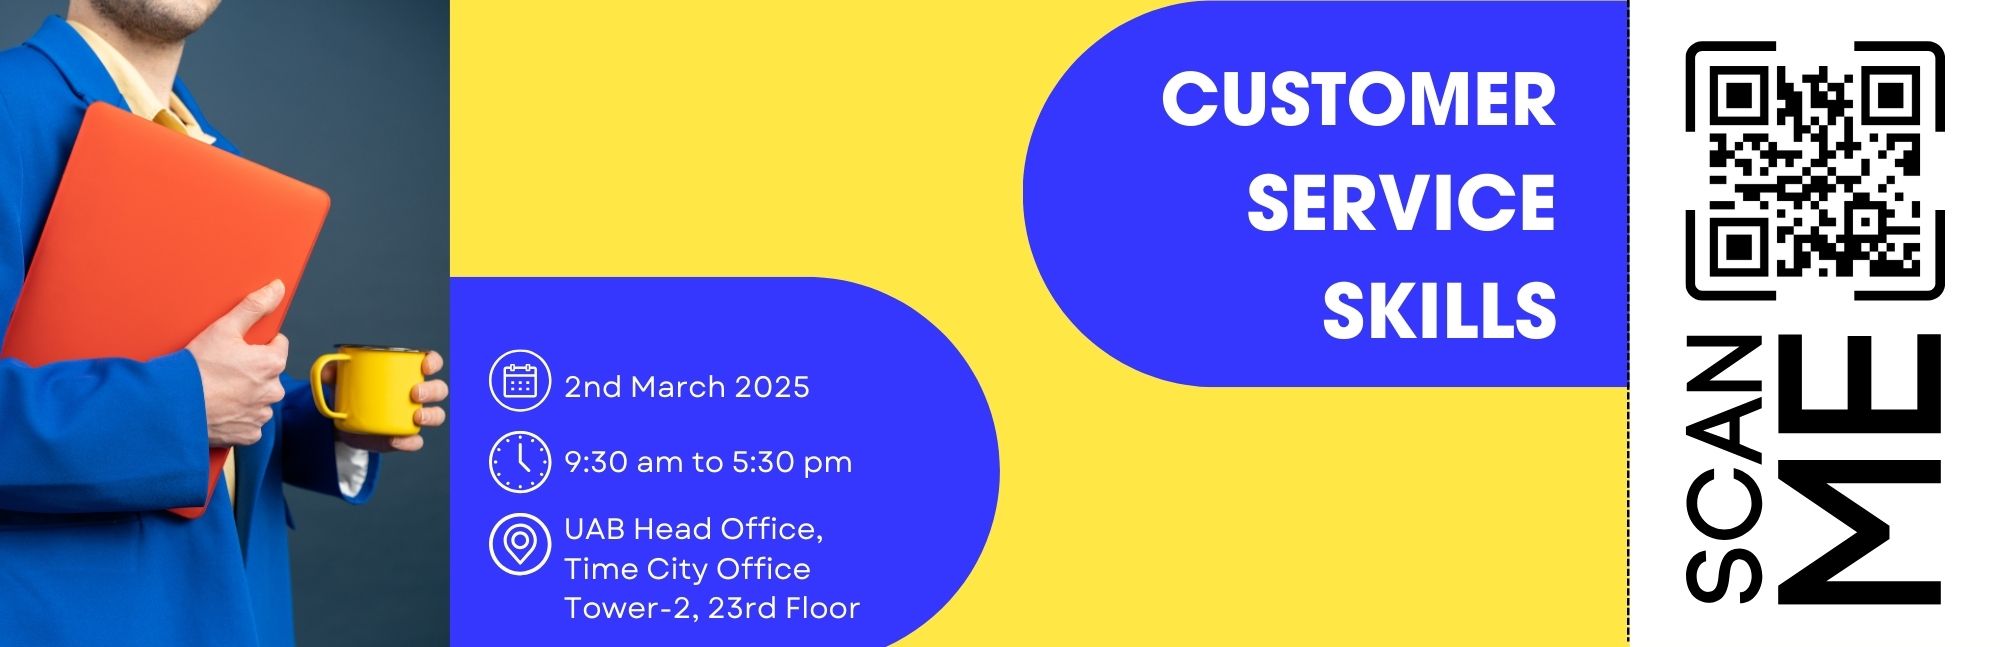 CUSTOMER
SERVICE
SKILLS
2nd March 2025
9:30 am to 5:30 pm
UAB Head Office,
Time City Office
Tower-2, 23rd Floor
SCAN
ME